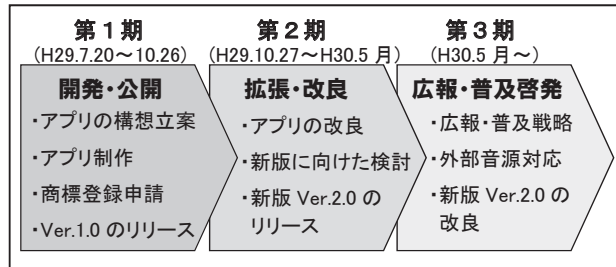 第1期
(H29.7.20～10.26)
開発・公開
・アプリの構想立案
・アプリ制作
・商標登録申請
・Ver.1.0 のリリース
第2期
(H29.10.27～H30.5 月)
拡張・改良
・アプリの改良
・新版に向けた検討
・新版 Ver.2.0 の
リリース
第3期
(H30.5 月～)
広報・普及啓発
・広報・普及戦略
・外部音源対応
・新版 Ver.2.0 の
改良